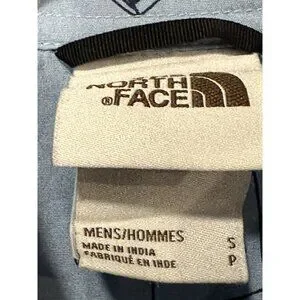 NORTH
®FACE
MENS/HOMMES S
MADE IN INDIA P
FABRIQUÉ EN INDE